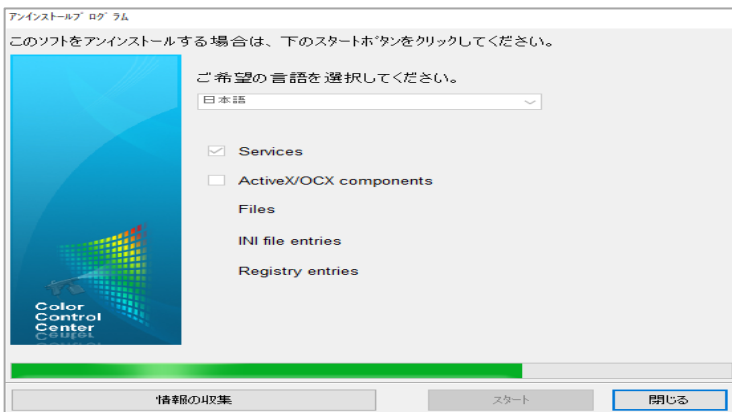 アンインストールプログラム
このソフトをアンインストールする場合は、下のスタートボタンをクリックしてください。
ご希望の言語を選択してください。
日本語
Services
ActiveX/OCX components
Files
INI file entries
Registry entries
Color
Control
Center
情報の収集
スタート
閉じる